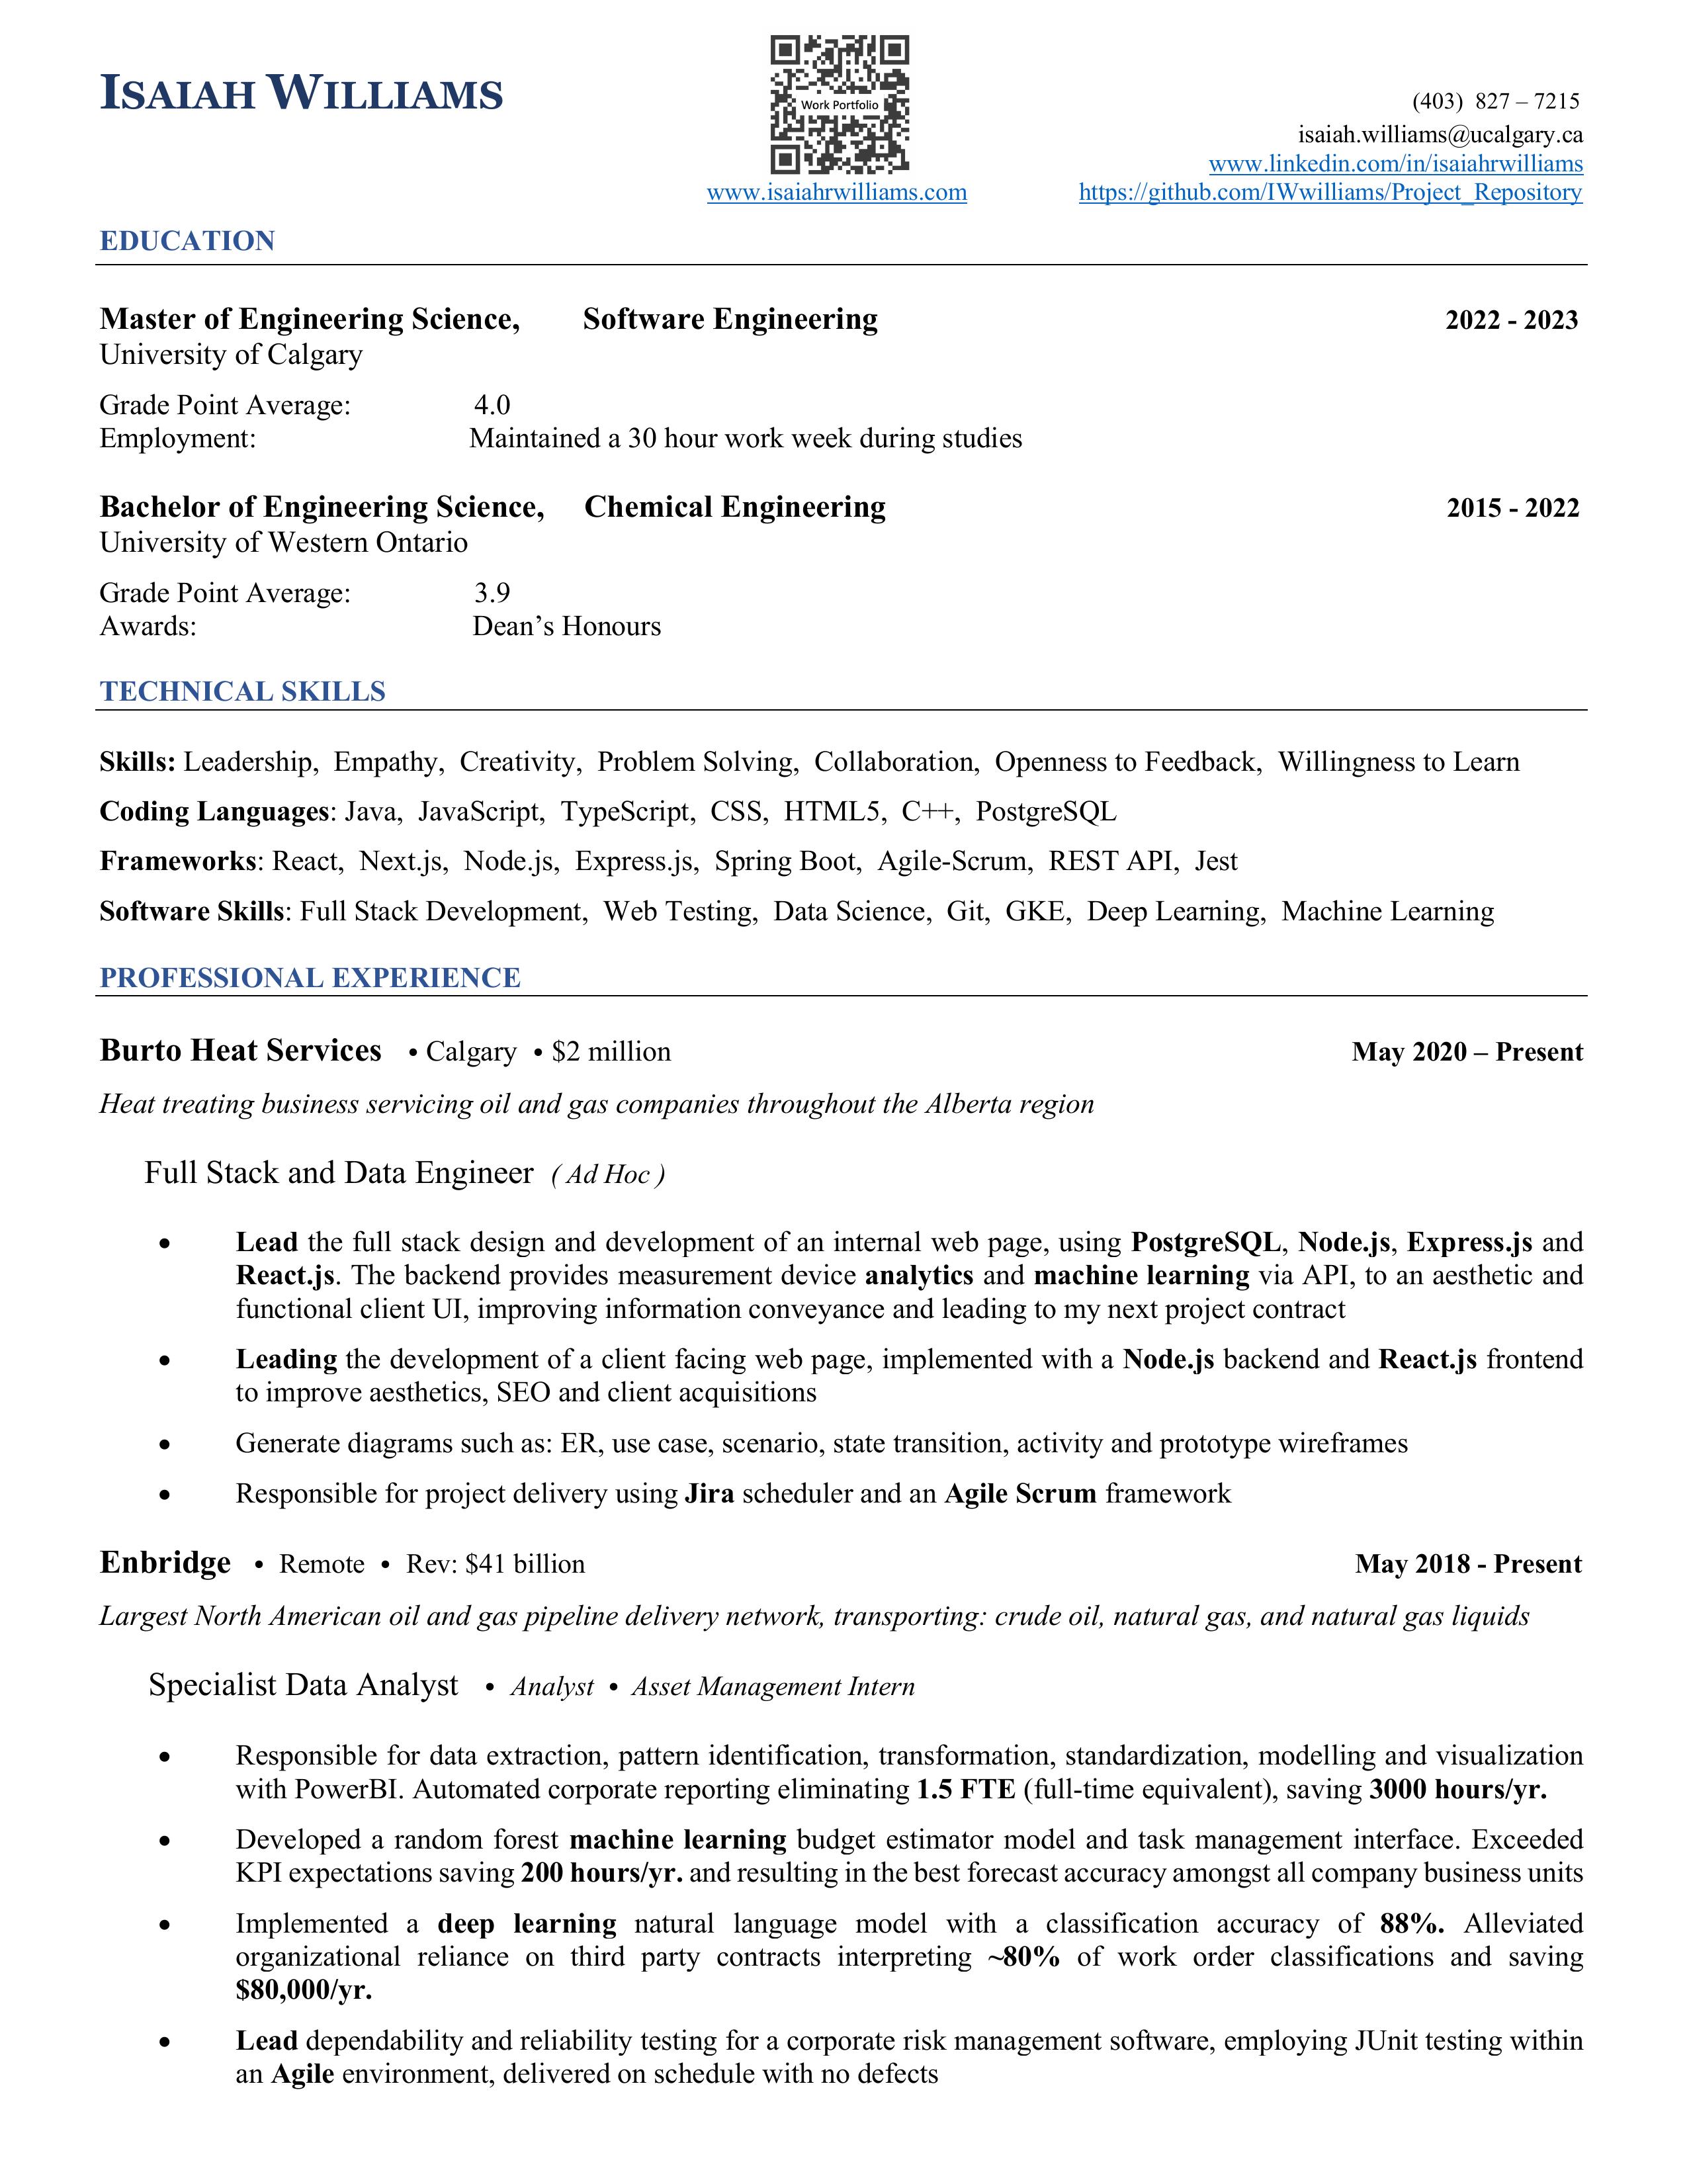 ISAIAH WILLIAMS
Work Portfolio
www.isaiahrwilliams.com
(403) 827 – 7215
isaiah.williams@ucalgary.ca
www.linkedin.com/in/isaiahrwilliams
https://github.com/IWwilliams/Project_Repository
EDUCATION
Master of Engineering Science, Software Engineering 2022 - 2023
University of Calgary
Grade Point Average: 4.0
Employment: Maintained a 30 hour work week during studies
Bachelor of Engineering Science, Chemical Engineering 2015 - 2022
University of Western Ontario
Grade Point Average: 3.9
Awards: Dean’s Honours
TECHNICAL SKILLS
Skills: Leadership, Empathy, Creativity, Problem Solving, Collaboration, Openness to Feedback, Willingness to Learn
Coding Languages: Java, JavaScript, TypeScript, CSS, HTML5, C++, PostgreSQL
Frameworks: React, Next.js, Node.js, Express.js, Spring Boot, Agile-Scrum, REST API, Jest
Software Skills: Full Stack Development, Web Testing, Data Science, Git, GKE, Deep Learning, Machine Learning
PROFESSIONAL EXPERIENCE
Burto Heat Services • Calgary • $2 million May 2020 – Present
Heat treating business servicing oil and gas companies throughout the Alberta region
Full Stack and Data Engineer ( Ad Hoc )
• Lead the full stack design and development of an internal web page, using PostgreSQL, Node.js, Express.js and
React.js. The backend provides measurement device analytics and machine learning via API, to an aesthetic and
functional client UI, improving information conveyance and leading to my next project contract
• Leading the development of a client facing web page, implemented with a Node.js backend and React.js frontend
to improve aesthetics, SEO and client acquisitions
• Generate diagrams such as: ER, use case, scenario, state transition, activity and prototype wireframes
• Responsible for project delivery using Jira scheduler and an Agile Scrum framework
Enbridge • Remote • Rev: $41 billion May 2018 - Present
Largest North American oil and gas pipeline delivery network, transporting: crude oil, natural gas, and natural gas liquids
Specialist Data Analyst • Analyst • Asset Management Intern
• Responsible for data extraction, pattern identification, transformation, standardization, modelling and visualization
with PowerBI. Automated corporate reporting eliminating 1.5 FTE (full-time equivalent), saving 3000 hours/yr.
• Developed a random forest machine learning budget estimator model and task management interface. Exceeded
KPI expectations saving 200 hours/yr. and resulting in the best forecast accuracy amongst all company business units
• Implemented a deep learning natural language model with a classification accuracy of 88%. Alleviated
organizational reliance on third party contracts interpreting ~80% of work order classifications and saving
$80,000/yr.
• Lead dependability and reliability testing for a corporate risk management software, employing JUnit testing within
an Agile environment, delivered on schedule with no defects